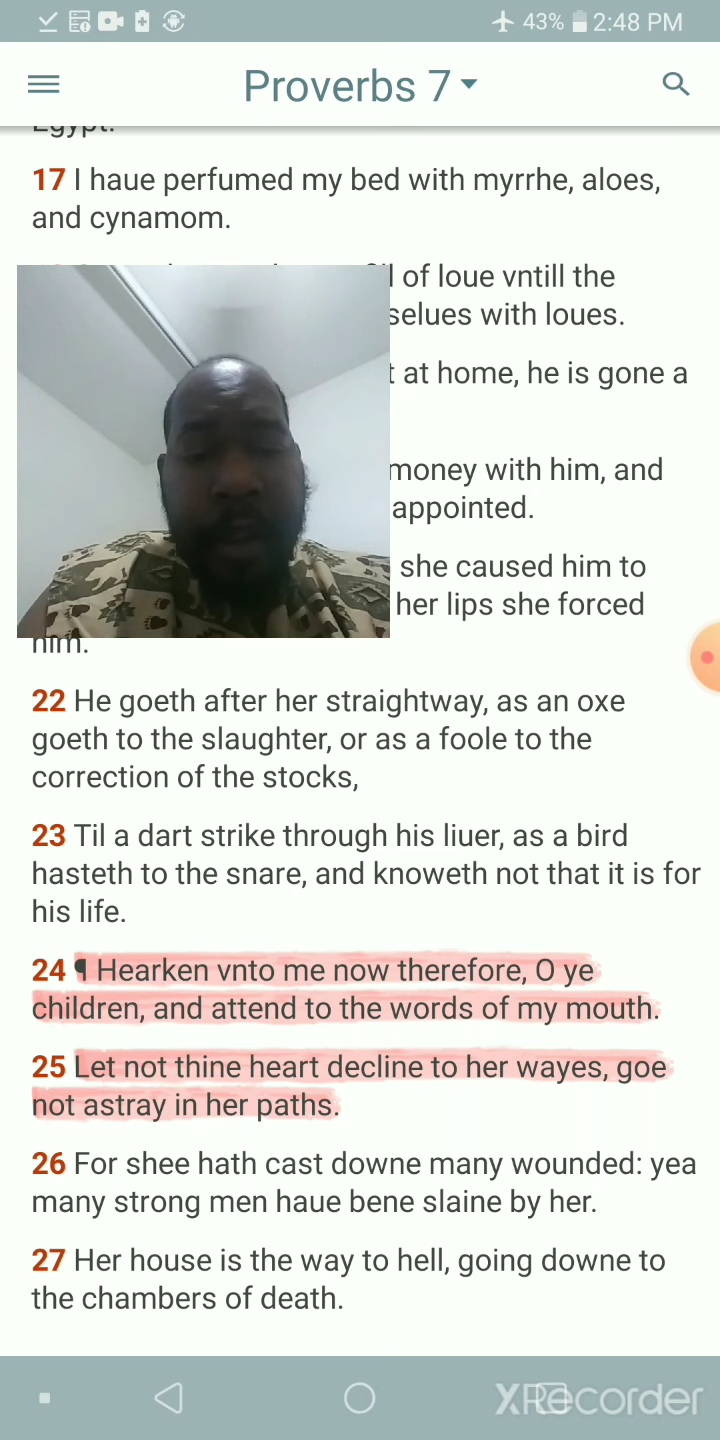 43% 2:48 PM
Proverbs 7
Egypt.
17 I haue perfumed my bed with myrrhe, aloes,
and cynamom.
of loue vntill the
selues with loues.
at home, he is gone a
money with him, and
appointed.
she caused him to
her lips she forced
him.
22 He goeth after her straightway, as an oxe
goeth to the slaughter, or as a foole to the
correction of the stocks,
23 Til a dart strike through his liuer, as a bird
hasteth to the snare, and knoweth not that it is for
his life.
24 ¶ Hearken vnto me now therefore, O ye
children, and attend to the words of my mouth.
25 Let not thine heart decline to her wayes, goe
not astray in her paths.
26 For shee hath cast downe many wounded: yea
many strong men haue bene slaine by her.
27 Her house is the way to hell, going downe to
the chambers of death.
XRecorder